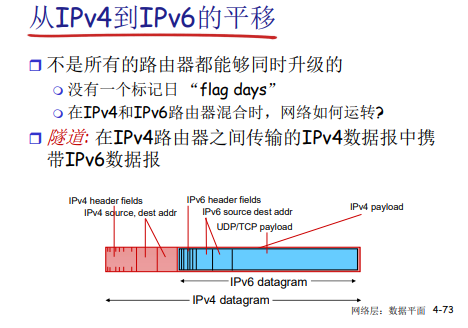 从IPv4到IPv6的平移
不是所有的路由器都能够同时升级的
没有一个标记日 “flag days”
在IPv4和IPv6路由器混合时，网络如何运转?
隧道: 在IPv4路由器之间传输的IPv4数据报中携
带IPv6数据报
IPv4 header fields
IPv4 source, dest addr
IPv6 header fields
IPv6 source dest addr
UDP/TCP payload
IPv4 payload
IPv6 datagram
IPv4 datagram
网络层：数据平面 4-73